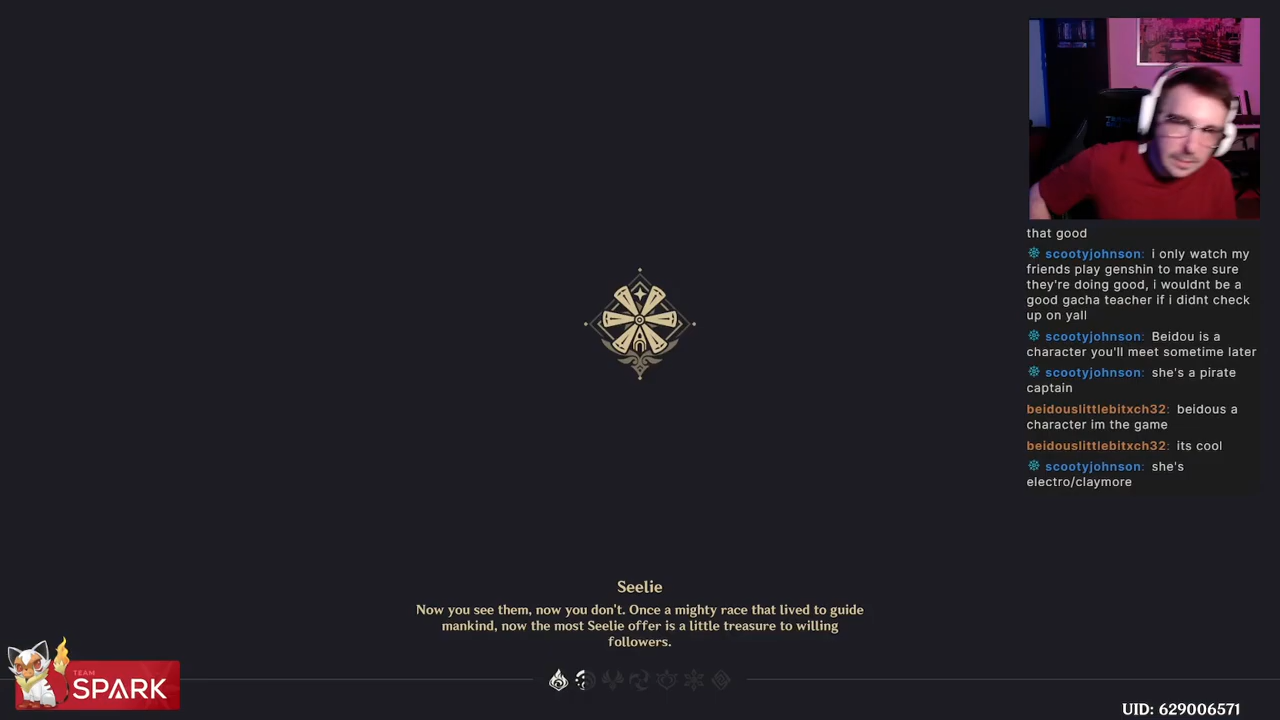 that good
scootyjohnson: i only watch my
friends play genshin to make sure
they're doing good, i wouldnt be a
good gacha teacher if i didnt check
up on yall
scootyjohnson: Beidou is a
character you'll meet sometime later
scootyjohnson: she's a pirate
captain
beidouslittlebitxch32: beidous a
character im the game
beidouslittlebitxch32: its cool
scootyjohnson: she's
electro/claymore
Seelie
Now you see them, now you don't. Once a mighty race that lived to guide
mankind, now the most Seelie offer is a little treasure to willing
followers.
TEAM
SPARK
UID: 629006571